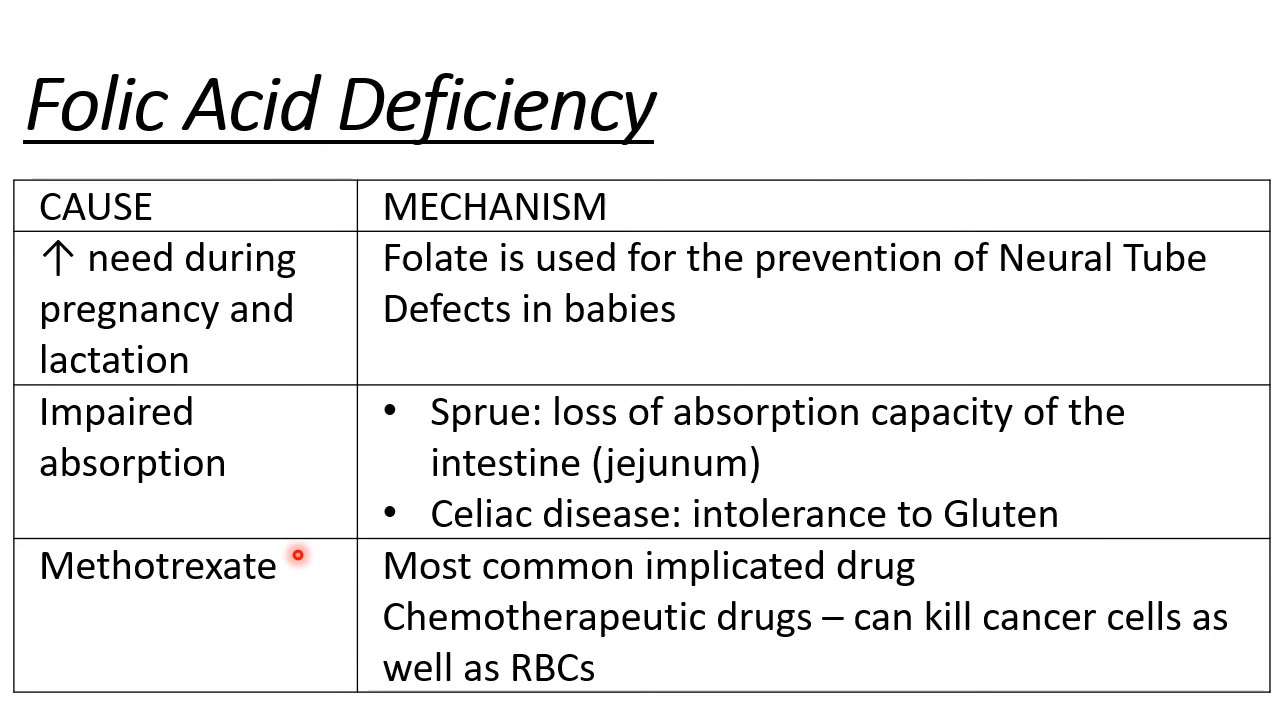 Folic Acid Deficiency
CAUSE
MECHANISM
↑ need during
pregnancy and
lactation
Folate is used for the prevention of Neural Tube
Defects in babies
Impaired
absorption
• Sprue: loss of absorption capacity of the
intestine (jejunum)
• Celiac disease: intolerance to Gluten
Methotrexate
Most common implicated drug
Chemotherapeutic drugs – can kill cancer cells as
well as RBCs